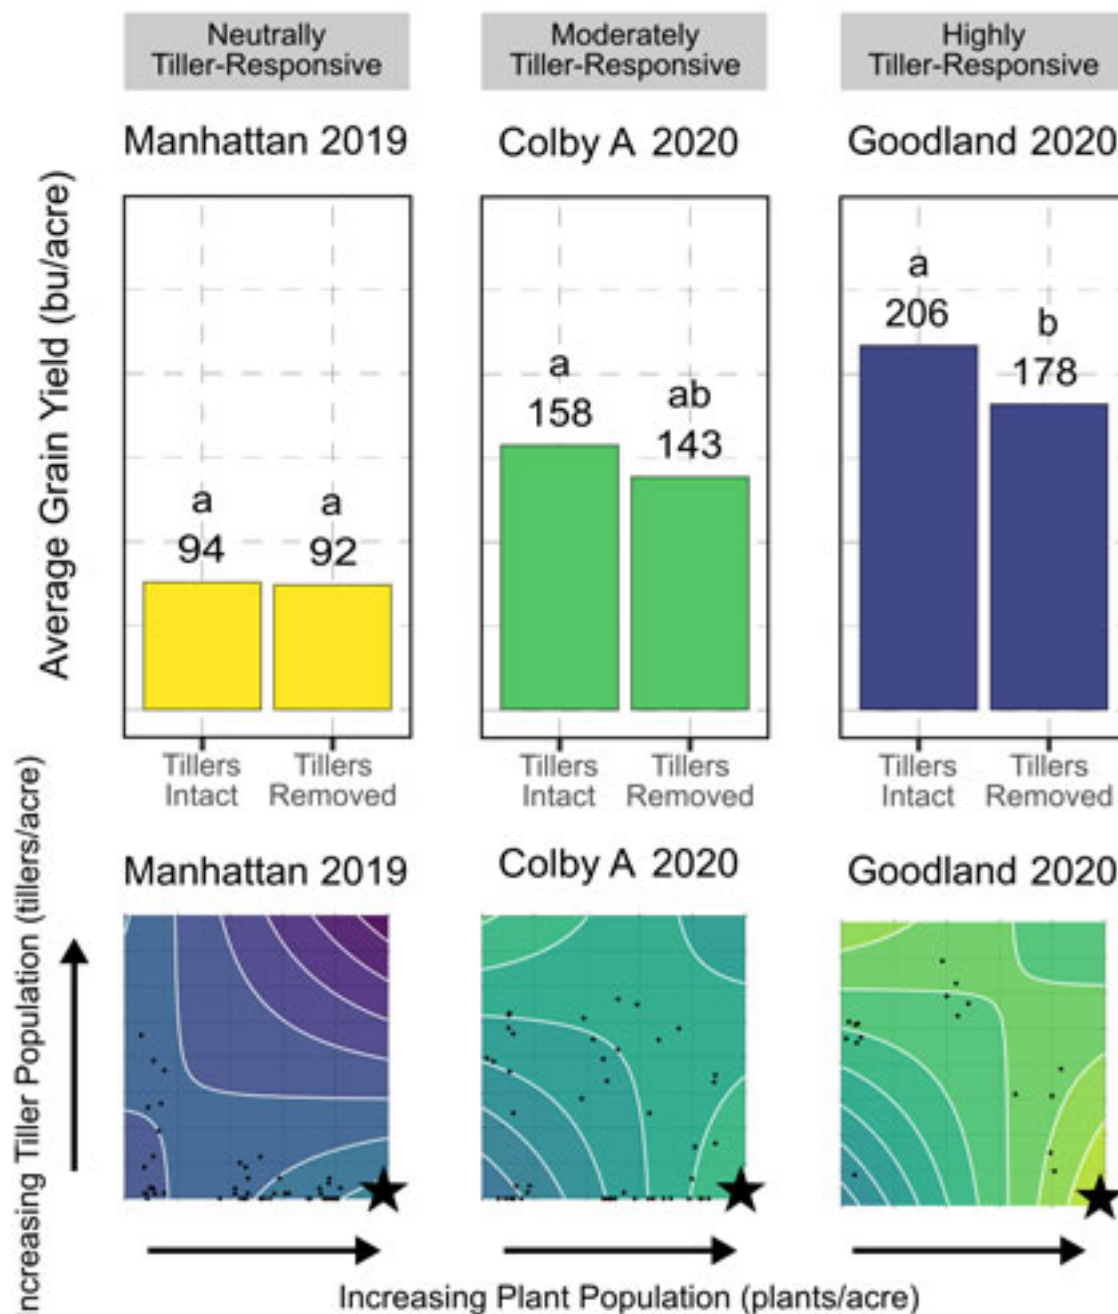 Neutrally
Tiller-Responsive
Moderately
Tiller-Responsive
Highly
Tiller-Responsive
Manhattan 2019
Colby A 2020
Goodland 2020
Average Grain Yield (bu/acre)
a
94
a
92
a
158
ab
143
a
206
b
178
Tillers
Intact
Tillers
Removed
Tillers
Intact
Tillers
Removed
Tillers
Intact
Tillers
Removed
Increasing Tiller Population (tillers/acre)
Manhattan 2019
Colby A 2020
Goodland 2020
Increasing Plant Population (plants/acre)